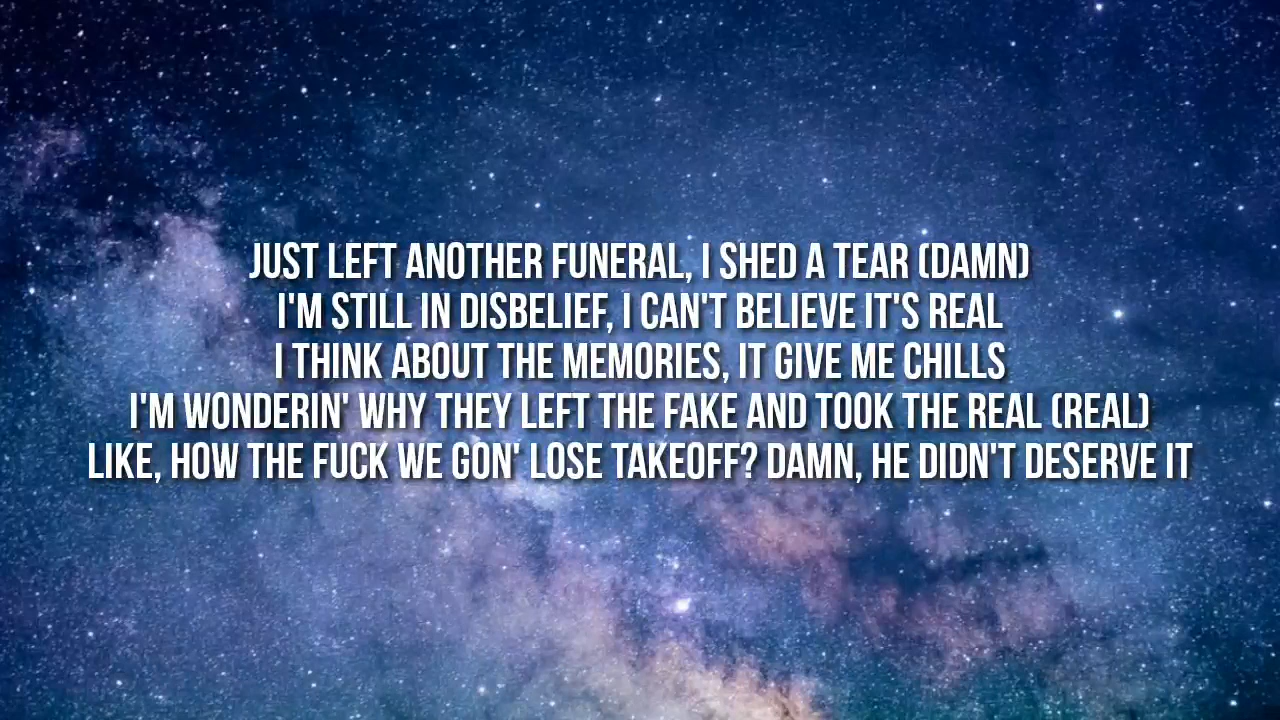 JUST LEFT ANOTHER FUNERAL, I SHED A TEAR (DAMN)
I'M STILL IN DISBELIEF, I CAN'T BELIEVE IT'S REAL
I THINK ABOUT THE MEMORIES, IT GIVE ME CHILLS
I'M WONDERIN' WHY THEY LEFT THE FAKE AND TOOK THE REAL (REAL)
LIKE, HOW THE FUCK WE GON' LOSE TAKEOFF? DAMN, HE DIDN'T DESERVE IT